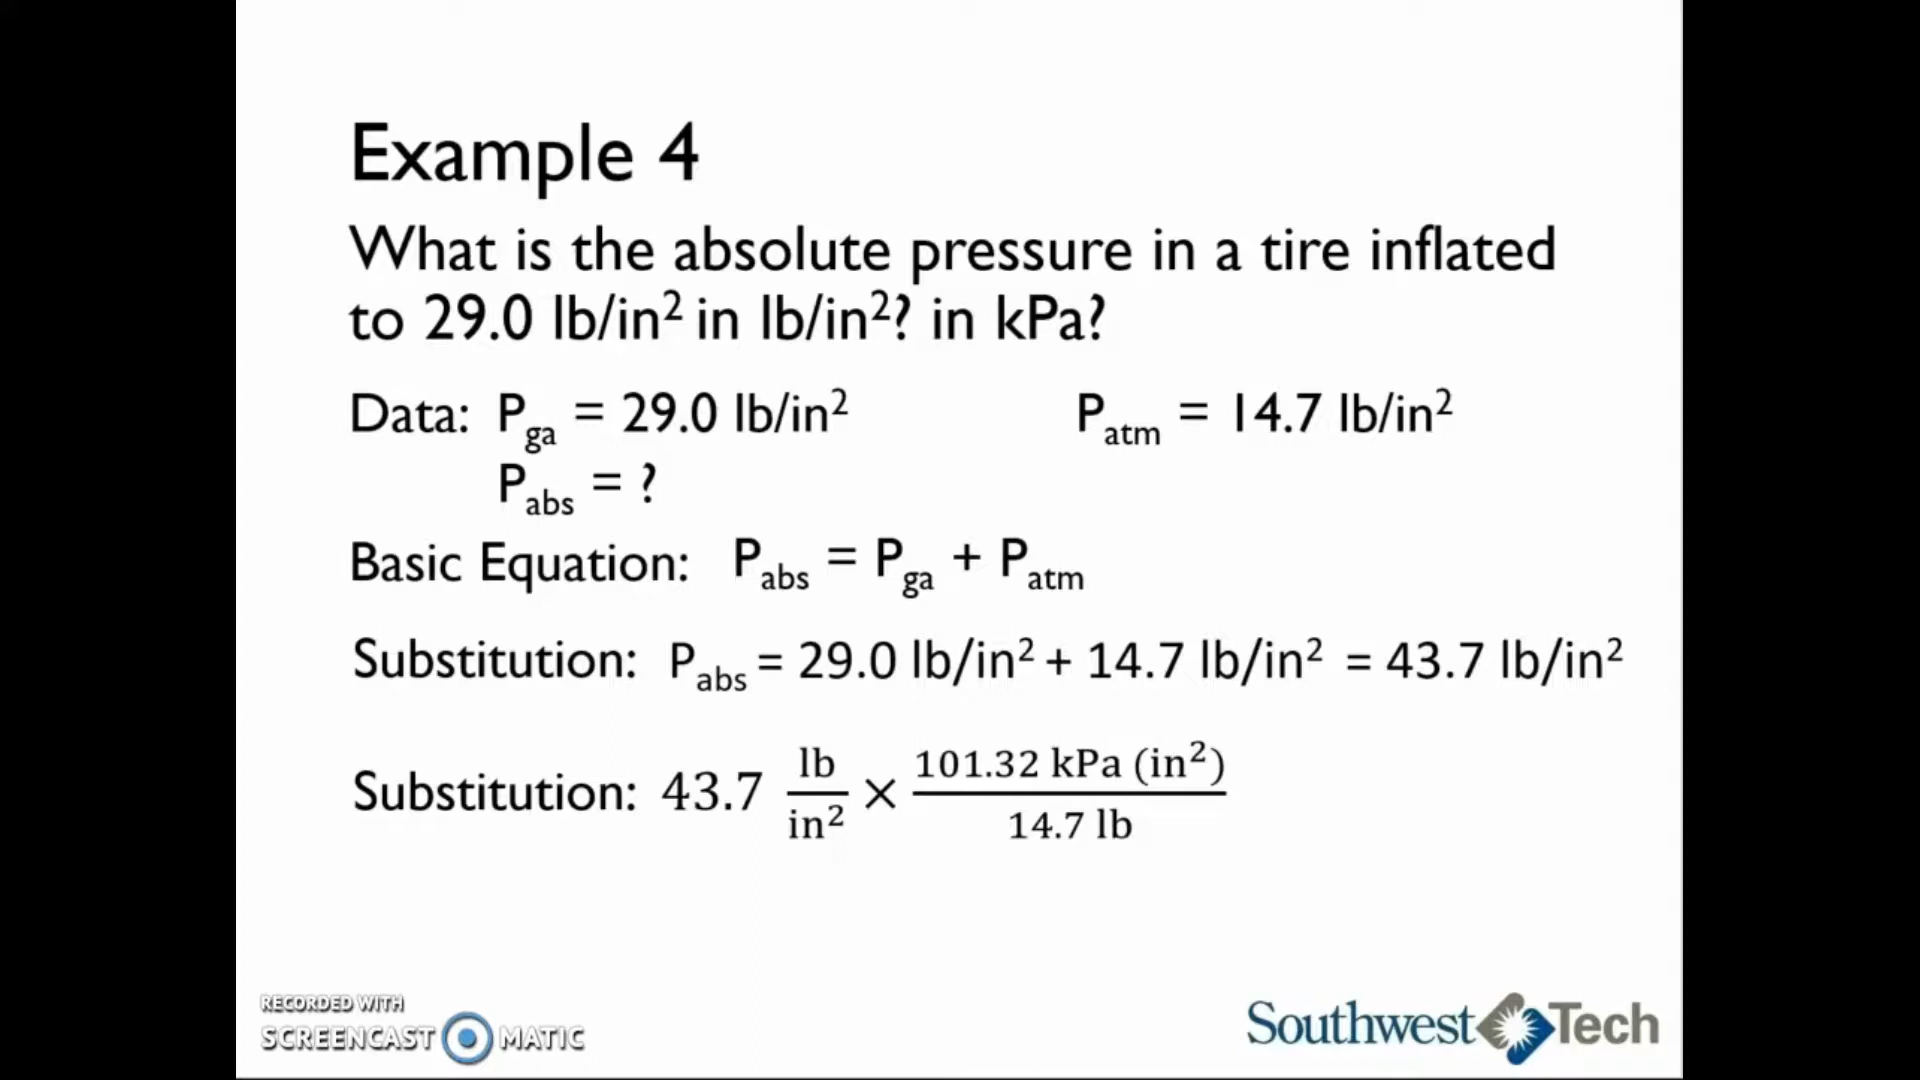 Example 4
What is the absolute pressure in a tire inflated
to 29.0 lb/in² in lb/in²? in kPa?
Data: P_ga = 29.0 lb/in² P_atm = 14.7 lb/in²
P_abs = ?
Basic Equation: P_abs = P_ga + P_atm
Substitution: P_abs = 29.0 lb/in² + 14.7 lb/in² = 43.7 lb/in²
Substitution: 43.7 lb/in² × 101.32 kPa (in²)/14.7 lb
RECORDED WITH
SCREENCAST MATIC
Southwest Tech